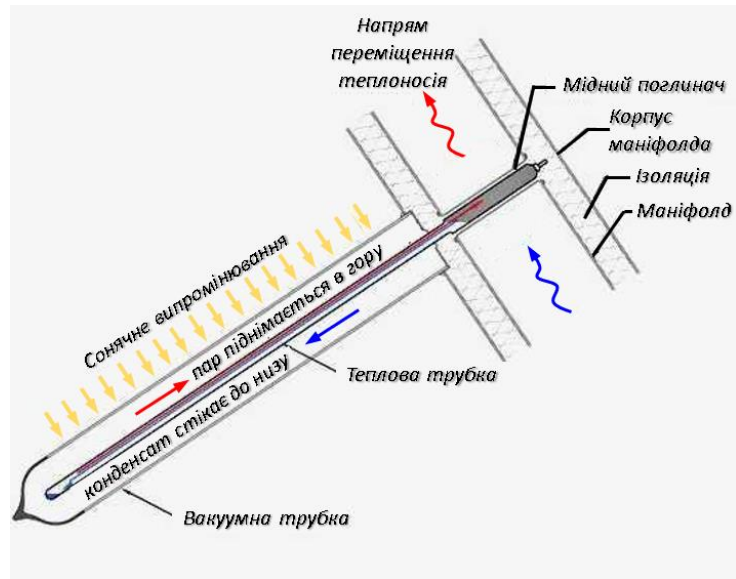 Напрям
переміщення
теплоносія
Мідний поглинач
Корпус
маніфолда
Ізоляція
Маніфолд
Сонячне випромінювання
пар піднімається в гору
Теплова трубка
конденсат стікає до низу
Вакуумна трубка